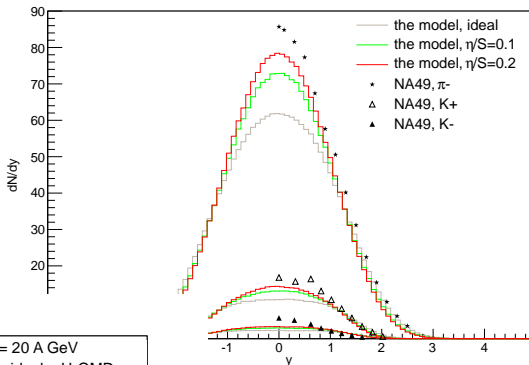 90
80
70
60
50
40
30
20
dN/dy
the model, ideal
the model, η/S=0.1
the model, η/S=0.2
NA49, π-
NA49, K+
NA49, K-
-1 0 1 2 3 4
y
= 20 A GeV